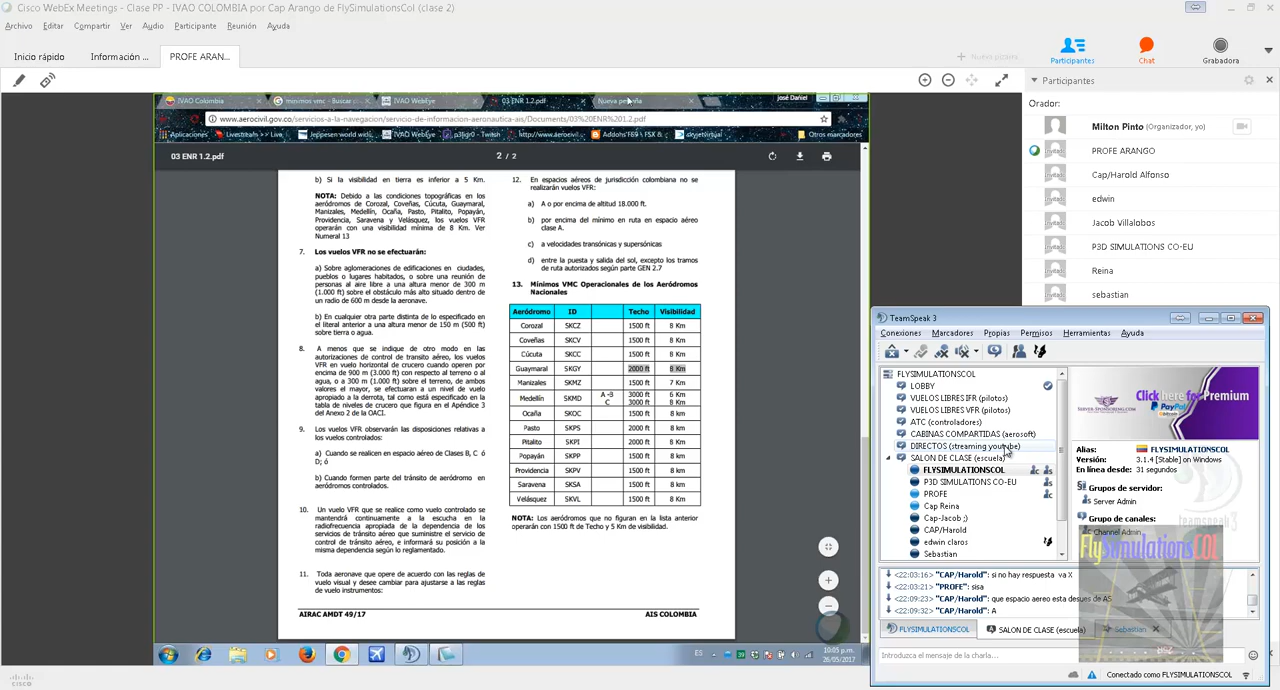 Cisco WebEx Meetings - Clase PP - IVAO COLOMBIA por Cap Arango de FlySimulationsCol (clase 2)
Archivo Editar Compartir Ver Audio Participante Reunión Ayuda
Inicio rápido Información ... PROFE ARAN...
Nuevo pizarra
Participantes Chat Grabadora
Participantes
Orador:
Milton Pinto (Organizador, yo)
PROFE ARANGO
Cap/Harold Alfonso
edwin
Jacob Villalobos
P3D SIMULATIONS CO-EU
Reina
sebastian
IVAO Colombia minimos vmc - Buscar IVAO WebEye 03 ENR 1.2.pdf Nueva pestaña José Daniel
www.aerocivil.gov.co/servicios-a-la-navegacion/servicio-de-informacion-aeronautica-ais/Documents/03%20ENR%201.2.pdf
Aplicaciones Livestream >> Live Jeppesen world wide IVAO WebEye - Twitch http://www.aerocivil skyjetvirtual Otros marcadores
03 ENR 1.2.pdf 2 / 2
b) Si la visibilidad en tierra es inferior a 5 Km.
NOTA: Debido a las condiciones topográficas en los
aeródromos de Corozal, Coveñas, Cúcuta, Guaymaral,
Manizales, Medellín, Ocaña, Pasto, Pitalito, Popayán,
Providencia, Saravena y Velásquez, los vuelos VFR
operarán con una visibilidad mínima de 8 Km. Ver
Numeral 13
7. Los vuelos VFR no se efectuarán:
a) Sobre aglomeraciones de edificaciones en ciudades,
pueblos o lugares habitados, o sobre una reunión de
personas al aire libre a una altura menor de 300 m
(1.000 ft) sobre el obstáculo más alto situado dentro de
un radio de 600 m desde la aeronave.
b) En cualquier otra parte distinta de lo especificado en
el literal anterior a una altura menor de 150 m (500 ft)
sobre tierra o agua.
8. A menos que se indique de otro modo en las
autorizaciones de control de transito aéreo, los vuelos
VFR en vuelo horizontal de crucero cuando operen por
encima de 900 m (3.000 ft) con respecto al terreno o al
agua, o a 300 m (1.000 ft) sobre el terreno, de ambos
valores el mayor, se efectuarán a un nivel de vuelo
apropiado a la derrota, tal como está especificado en la
tabla de niveles de crucero que figura en el Apéndice 3
del Anexo 2 de la OACI.
9. Los vuelos VFR observarán las disposiciones relativas a
los vuelos controlados:
a) Cuando se realicen en espacio aéreo de Clases B, C ó
D; ó
b) Cuando formen parte del tránsito de aeródromo en
aeródromos controlados.
10. Un vuelo VFR que se realice como vuelo controlado se
mantendrá continuamente a la escucha en la
radiofrecuencia apropiada de la dependencia de los
servicios de tránsito aéreo que suministre el servicio de
control de tránsito aéreo, e informará su posición a la
misma dependencia según lo reglamentado.
11. Toda aeronave que opere de acuerdo con las reglas de
vuelo visual y desee cambiar para ajustarse a las reglas
de vuelo instrumentos:
12. En espacios aéreos de jurisdicción colombiana no se
realizarán vuelos VFR:
a) A o por encima de altitud 18.000 ft.
b) por encima del mínimo en ruta en espacio aéreo
clase A.
c) a velocidades transónicas y supersónicas
d) entre la puesta y salida del sol, excepto los tramos
de ruta autorizados según parte GEN 2.7
13. Mínimos VMC Operacionales de los Aeródromos
Nacionales
Aeródromo ID Techo Visibilidad
Corozal SKCZ 1500 ft 8 Km
Coveñas SKCV 1500 ft 8 Km
Cúcuta SKCC 1500 ft 8 Km
Guaymaral SKGY 2000 ft 8 Km
Manizales SKMZ 1500 ft 7 Km
Medellín SKMD A -B 3000 ft 6 Km
C 3000 ft 8 Km
Ocaña SKOC 1500 ft 8 km
Pasto SKPS 2000 ft 8 Km
Pitalito SKPI 2000 ft 8 Km
Popayán SKPP 1500 ft 8 Km
Providencia SKPV 1500 ft 8 Km
Saravena SKSA 1500 ft 8 Km
Velásquez SKVL 1500 ft 8 Km
NOTA: Los aeródromos que no figuran en la lista anterior
operarán con 1500 ft de Techo y 5 Km de visibilidad.
AIRAC AMDT 49/17 AIS COLOMBIA
ES 10:05 p.m.
26/05/2017
TeamSpeak 3
Conexiones Marcadores Propias Permisos Herramientas Ayuda
FLYSIMULATIONSCOL
LOBBY
VUELOS LIBRES IFR (pilotos)
VUELOS LIBRES VFR (pilotos)
ATC (controladores)
CABINAS COMPARTIDAS (aerosoft)
DIRECTOS (streaming youtube)
SALON DE CLASE (escuela)
FLYSIMULATIONSCOL
P3D SIMULATIONS CO-EU
PROFE
Cap Reina
Cap-Jacob ;)
CAP/Harold
edwin claros
Sebastian
SERVER-SPONSORING.COM
Click here for Premium
PayPal
Alias: FLYSIMULATIONSCOL
Versión: 3.1.4 [Stable] on Windows
En línea desde: 31 segundos
Grupos de servidor:
Server Admin
Grupo de canales:
Channel Admin
teamspeak 3
FlySimulationsCOL
<22:03:16> "CAP/Harold": si no hay respuesta va X
<22:03:21> "PROFE": sisa
<22:09:23> "CAP/Harold": que espacio aereo esta desues de AS
<22:09:32> "CAP/Harold": A
FLYSIMULATIONSCOL SALON DE CLASE (escuela) Sebastian
Introduzca el mensaje de la charla...
Conectado como FLYSIMULATIONSCOL
CISCO